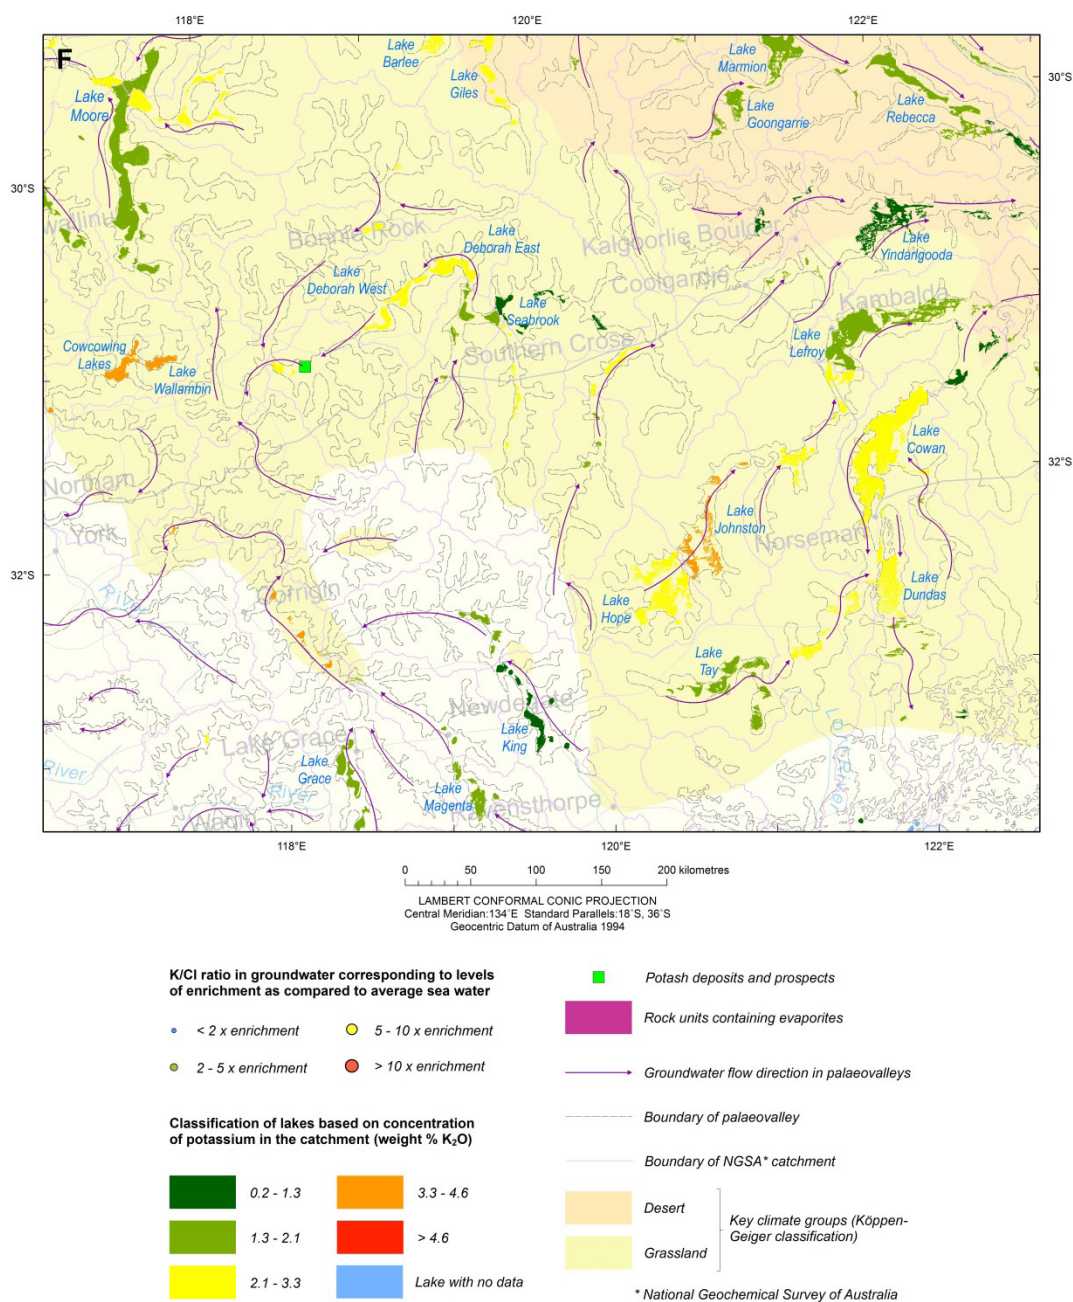 118°E
120°E
122°E
F
Lake
Barlee
Lake
Marmion
30°S
Lake
Moore
Lake
Giles
Lake
Goongarrie
Lake
Rebecca
30°S
wallinu
Bonnie Rock
Lake
Deborah East
Kalgoorlie Boulder
Lake
Yindarlgooda
Lake
Deborah West
Coolgardie
Kambalda
Lake
Seabrook
Southern Cross
Lake
Lefroy
Cowcowing
Lakes
Lake
Wallambin
Lake
Cowan
32°S
Northam
Lake
Johnston
York
Norseman
32°S
River
Corrigin
Lake
Hope
Lake
Dundas
Lake
Tay
Newdegate
Lake
King
Lort River
Lake Grace
Lake
Grace
River
River
Lake
Magenta
Ravensthorpe
118°E
120°E
122°E
0 50 100 150 200 kilometres
LAMBERT CONFORMAL CONIC PROJECTION
Central Meridian:134°E Standard Parallels:18°S, 36°S
Geocentric Datum of Australia 1994
K/Cl ratio in groundwater corresponding to levels
of enrichment as compared to average sea water
< 2 x enrichment
5 - 10 x enrichment
2 - 5 x enrichment
> 10 x enrichment
Classification of lakes based on concentration
of potassium in the catchment (weight % K₂O)
0.2 - 1.3
3.3 - 4.6
1.3 - 2.1
> 4.6
2.1 - 3.3
Lake with no data
Potash deposits and prospects
Rock units containing evaporites
Groundwater flow direction in palaeovalleys
Boundary of palaeovalley
Boundary of NGSA* catchment
Desert
Grassland
Key climate groups (Köppen-
Geiger classification)
* National Geochemical Survey of Australia